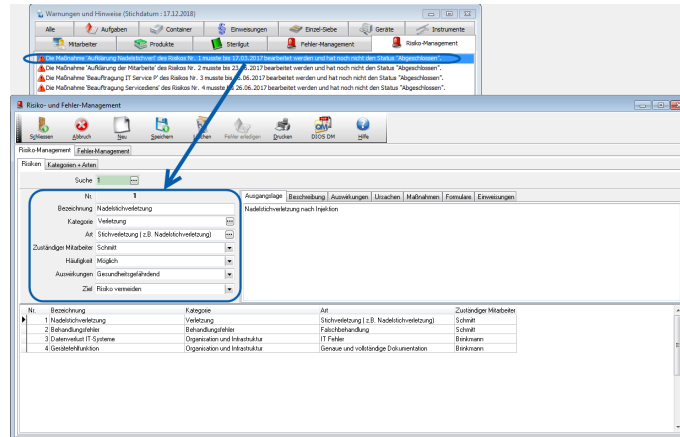 Warnungen und Hinweise (Stichdatum : 17.12.2018)
Alle Aufgaben Container Einweisungen Einzel-Siebe Geräte Instrumente
Mitarbeiter Produkte Sterilgut Fehler-Management Risiko-Management
Die Maßnahme 'Aufklärung Nadelstichverl' des Risikos Nr. 1 musste bis 17.03.2017 bearbeitet werden und hat noch nicht den Status "Abgeschlossen".
Die Maßnahme 'Aufklärung der Mitarbeite' des Risikos Nr. 2 musste bis 23.06.2017 bearbeitet werden und hat noch nicht den Status "Abgeschlossen".
Die Maßnahme 'Beauftragung IT Service P' des Risikos Nr. 3 musste bis 26.06.2017 bearbeitet werden und hat noch nicht den Status "Abgeschlossen".
Die Maßnahme 'Beauftragung Servicediens' des Risikos Nr. 4 musste bis 26.06.2017 bearbeitet werden und hat noch nicht den Status "Abgeschlossen".
Risiko- und Fehler-Management
Schliessen Abbruch Neu Speichern Löschen Fehler erledigen Drucken DIOS DM Hilfe
Risiko-Management Fehler-Management
Risiken Kategorien + Arten
Suche 1
Nr. 1
Bezeichnung Nadelstichverletzung
Kategorie Verletzung
Art Stichverletzung ( z.B. Nadelstichverletzung)
Zuständiger Mitarbeiter Schmitt
Häufigkeit Möglich
Auswirkungen Gesundheitsgefährdend
Ziel Risiko vermeiden
Ausgangslage Beschreibung Auswirkungen Ursachen Maßnahmen Formulare Einweisungen
Nadelstichverletzung nach Injektion
Nr. Bezeichnung Kategorie Art Zuständiger Mitarbeiter
1 Nadelstichverletzung Verletzung Stichverletzung ( z.B. Nadelstichverletzung) Schmitt
2 Behandlungsfehler Behandlungsfehler Falschbehandlung Schmitt
3 Datenverlust IT-Systeme Organisation und Infrastruktur IT Fehler Brinkmann
4 Gerätefehlfunktion Organisation und Infrastruktur Genaue und vollständige Dokumentation Brinkmann